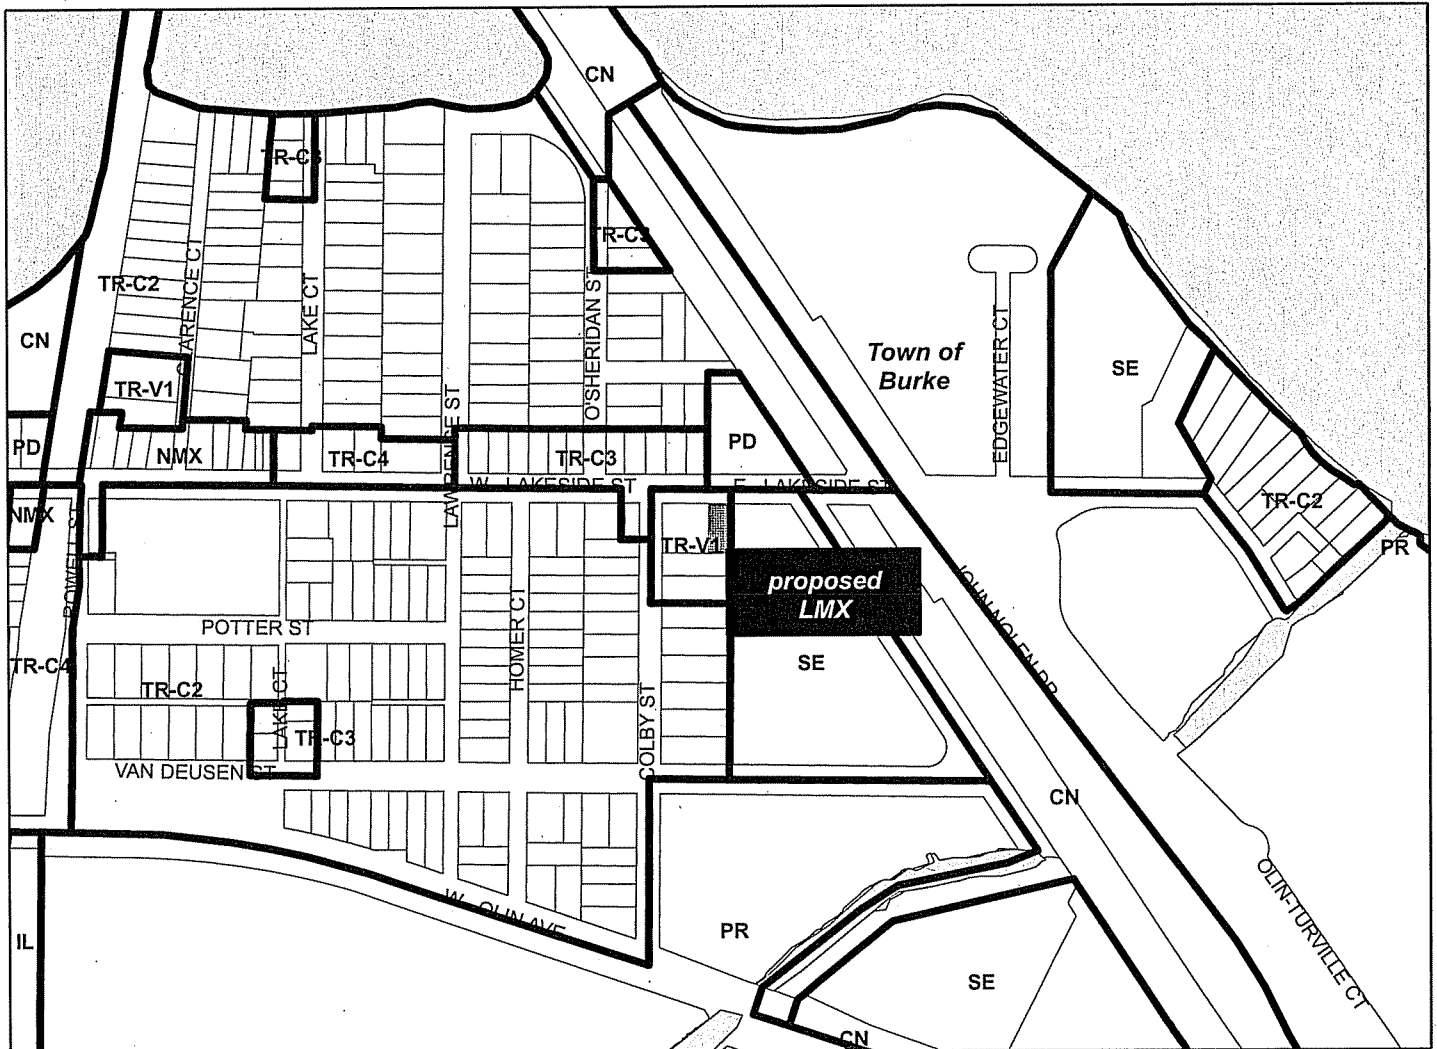 CN
TR-C3
TR-C3
TR-C2
CLARENCE CT
LAKE CT
O'SHERIDAN ST
EDGEWATER CT
CN
Town of
Burke
SE
TR-V1
LAWRENCE ST
PD
NMX
TR-C4
TR-C3
PD
W LAKESIDE ST
E LAKESIDE ST
TR-C2
NMX
TR-V1
PR
POWELL ST
proposed
LMX
JOHN NOLEN DR
HOMER CT
POTTER ST
TR-C4
SE
TR-C2
LAKE CT
COLBY ST
TR-C3
VAN DEUSEN ST
CN
OLIN-TURVILLE CT
W OLIN AVE
PR
IL
SE
CN